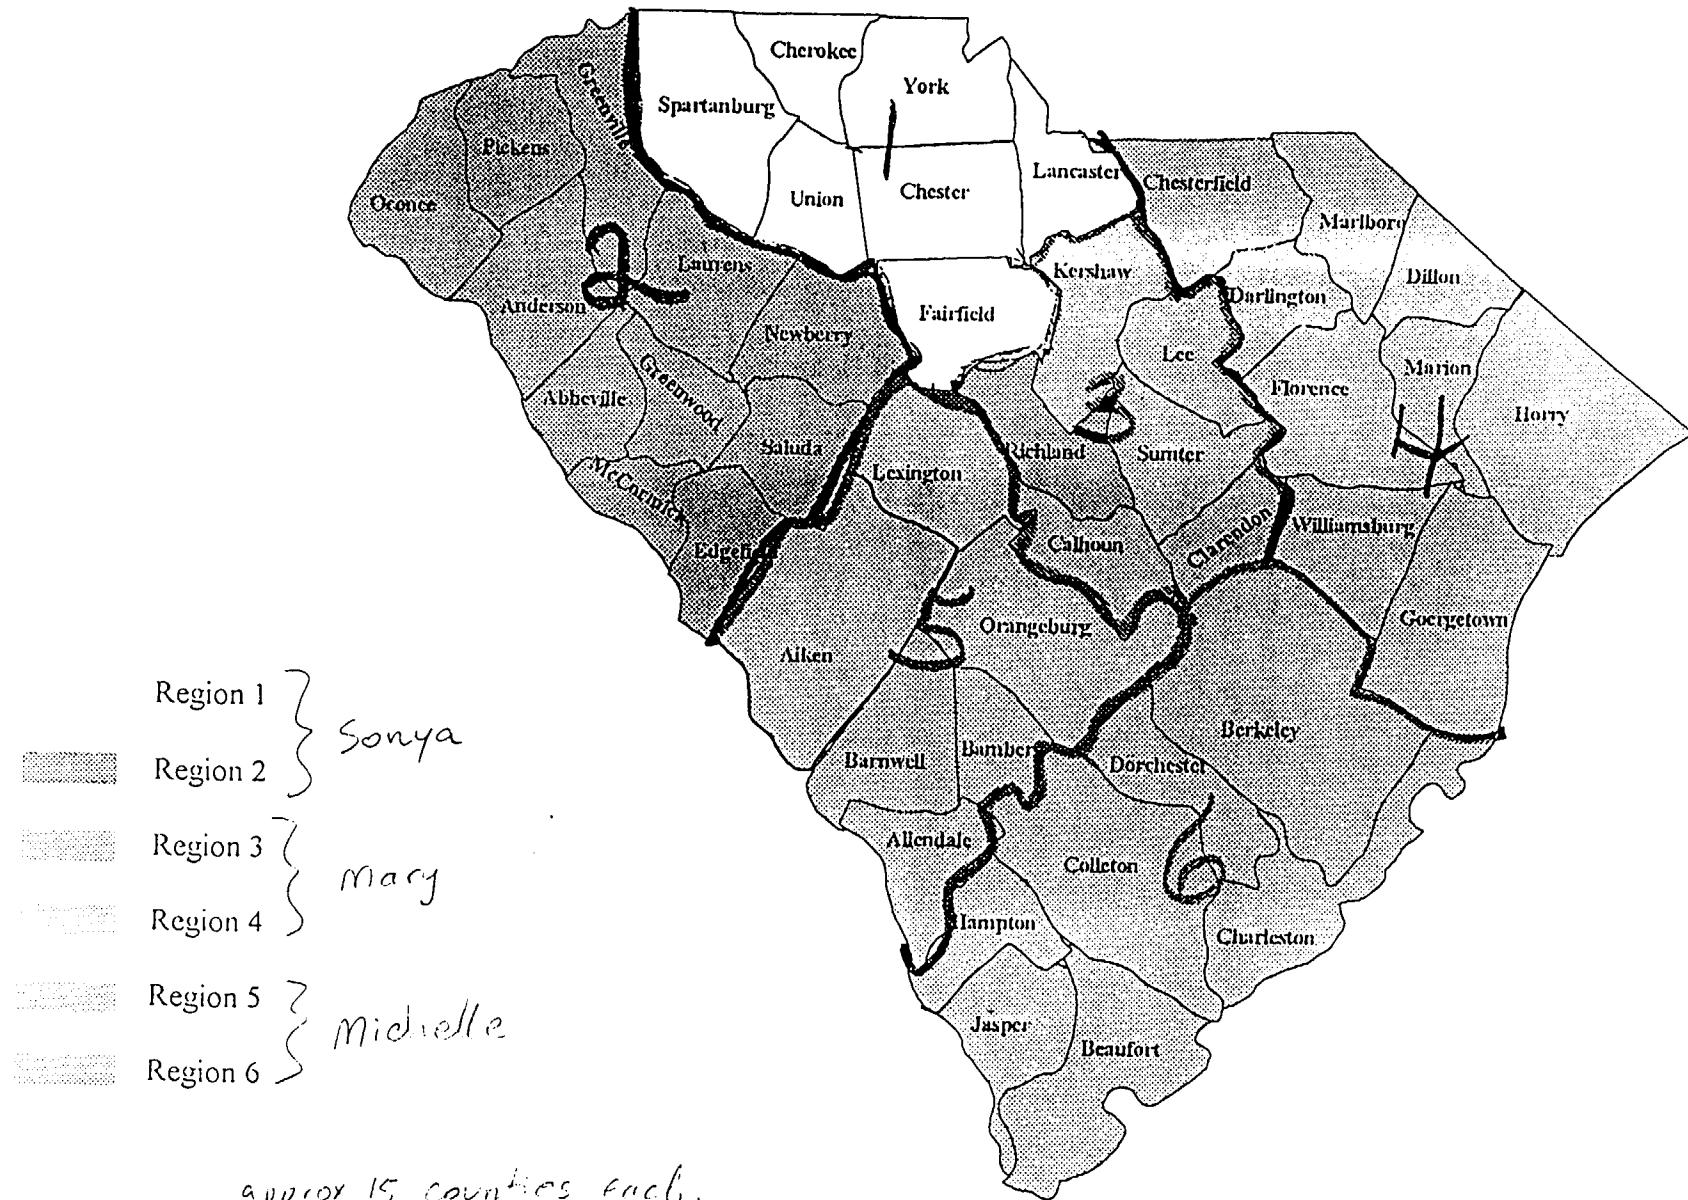 Cherokee
York
Spartanburg
Greenville
Pickens
Oconee
Union
Chester
Lancaster
Chesterfield
Marlboro
Dillon
1
2
Laurens
Anderson
Newberry
Fairfield
Kershaw
Darlington
Lee
Florence
Marion
Horry
Abbeville
Greenwood
Saluda
McCormick
Edgefield
Lexington
Richland
Sumter
4
Calhoun
Clarendon
Williamsburg
Goergetown
5
Orangeburg
Aiken
Barnwell
Bamberg
Dorchester
Berkeley
Allendale
Colleton
6
Hampton
Charleston
Jasper
Beaufort
Region 1
Region 2
Sonya
Region 3
Region 4
Mary
Region 5
Region 6
Michelle
approx 15 counties each.